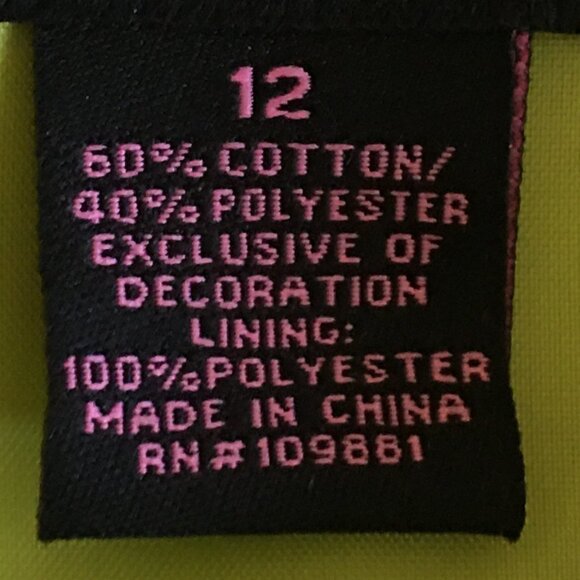 12
60% COTTON/
40% POLYESTER
EXCLUSIVE OF
DECORATION
LINING:
100% POLYESTER
MADE IN CHINA
RN#109881